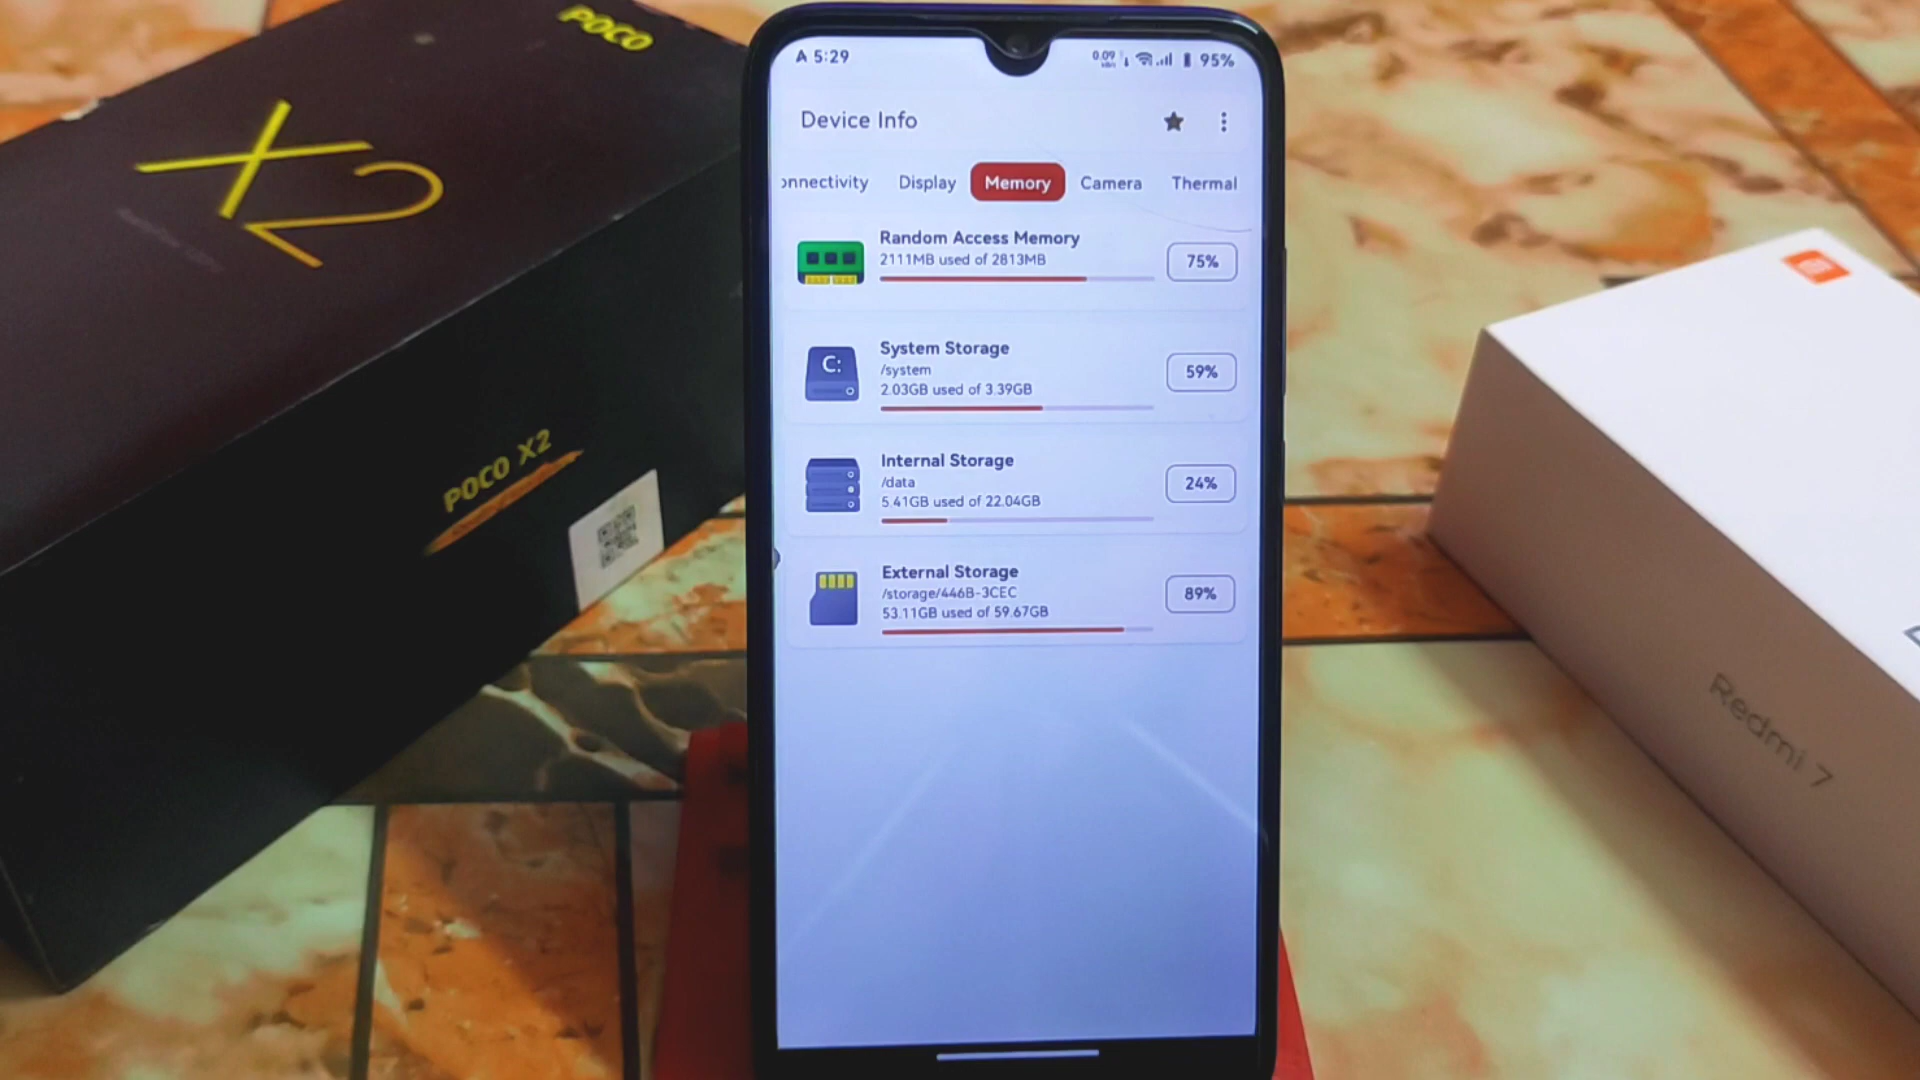 POCO
X2
POCO X2
A 5:29
0.09
95%
Device Info
onnectivity Display Memory Camera Thermal
Random Access Memory
2111MB used of 2813MB
75%
C:
System Storage
/system
2.03GB used of 3.39GB
59%
Internal Storage
/data
5.41GB used of 22.04GB
24%
External Storage
/storage/446B-3CEC
53.11GB used of 59.67GB
89%
Redmi 7